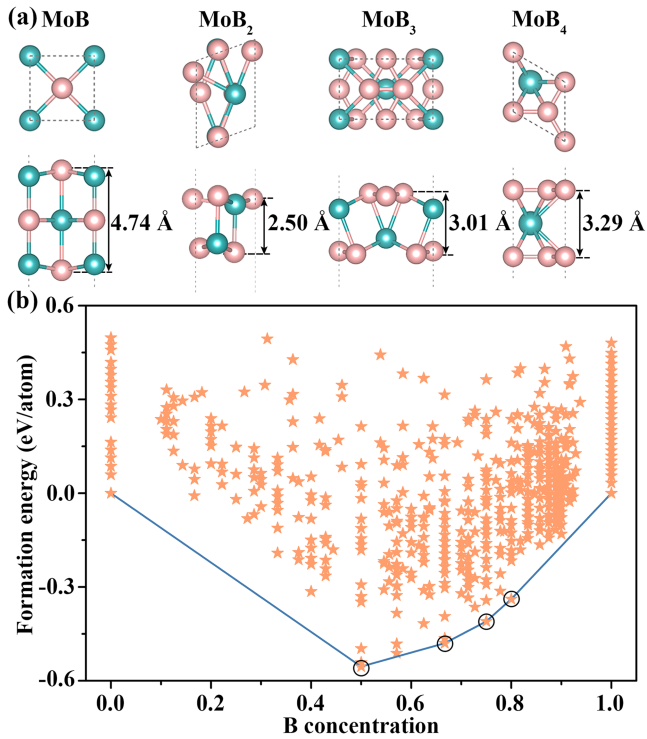 (a) MoB MoB₂ MoB₃ MoB₄
4.74 Å 2.50 Å 3.01 Å 3.29 Å
(b)
0.6
0.3
0.0
-0.3
-0.6
Formation energy (eV/atom)
0.0 0.2 0.4 0.6 0.8 1.0
B concentration